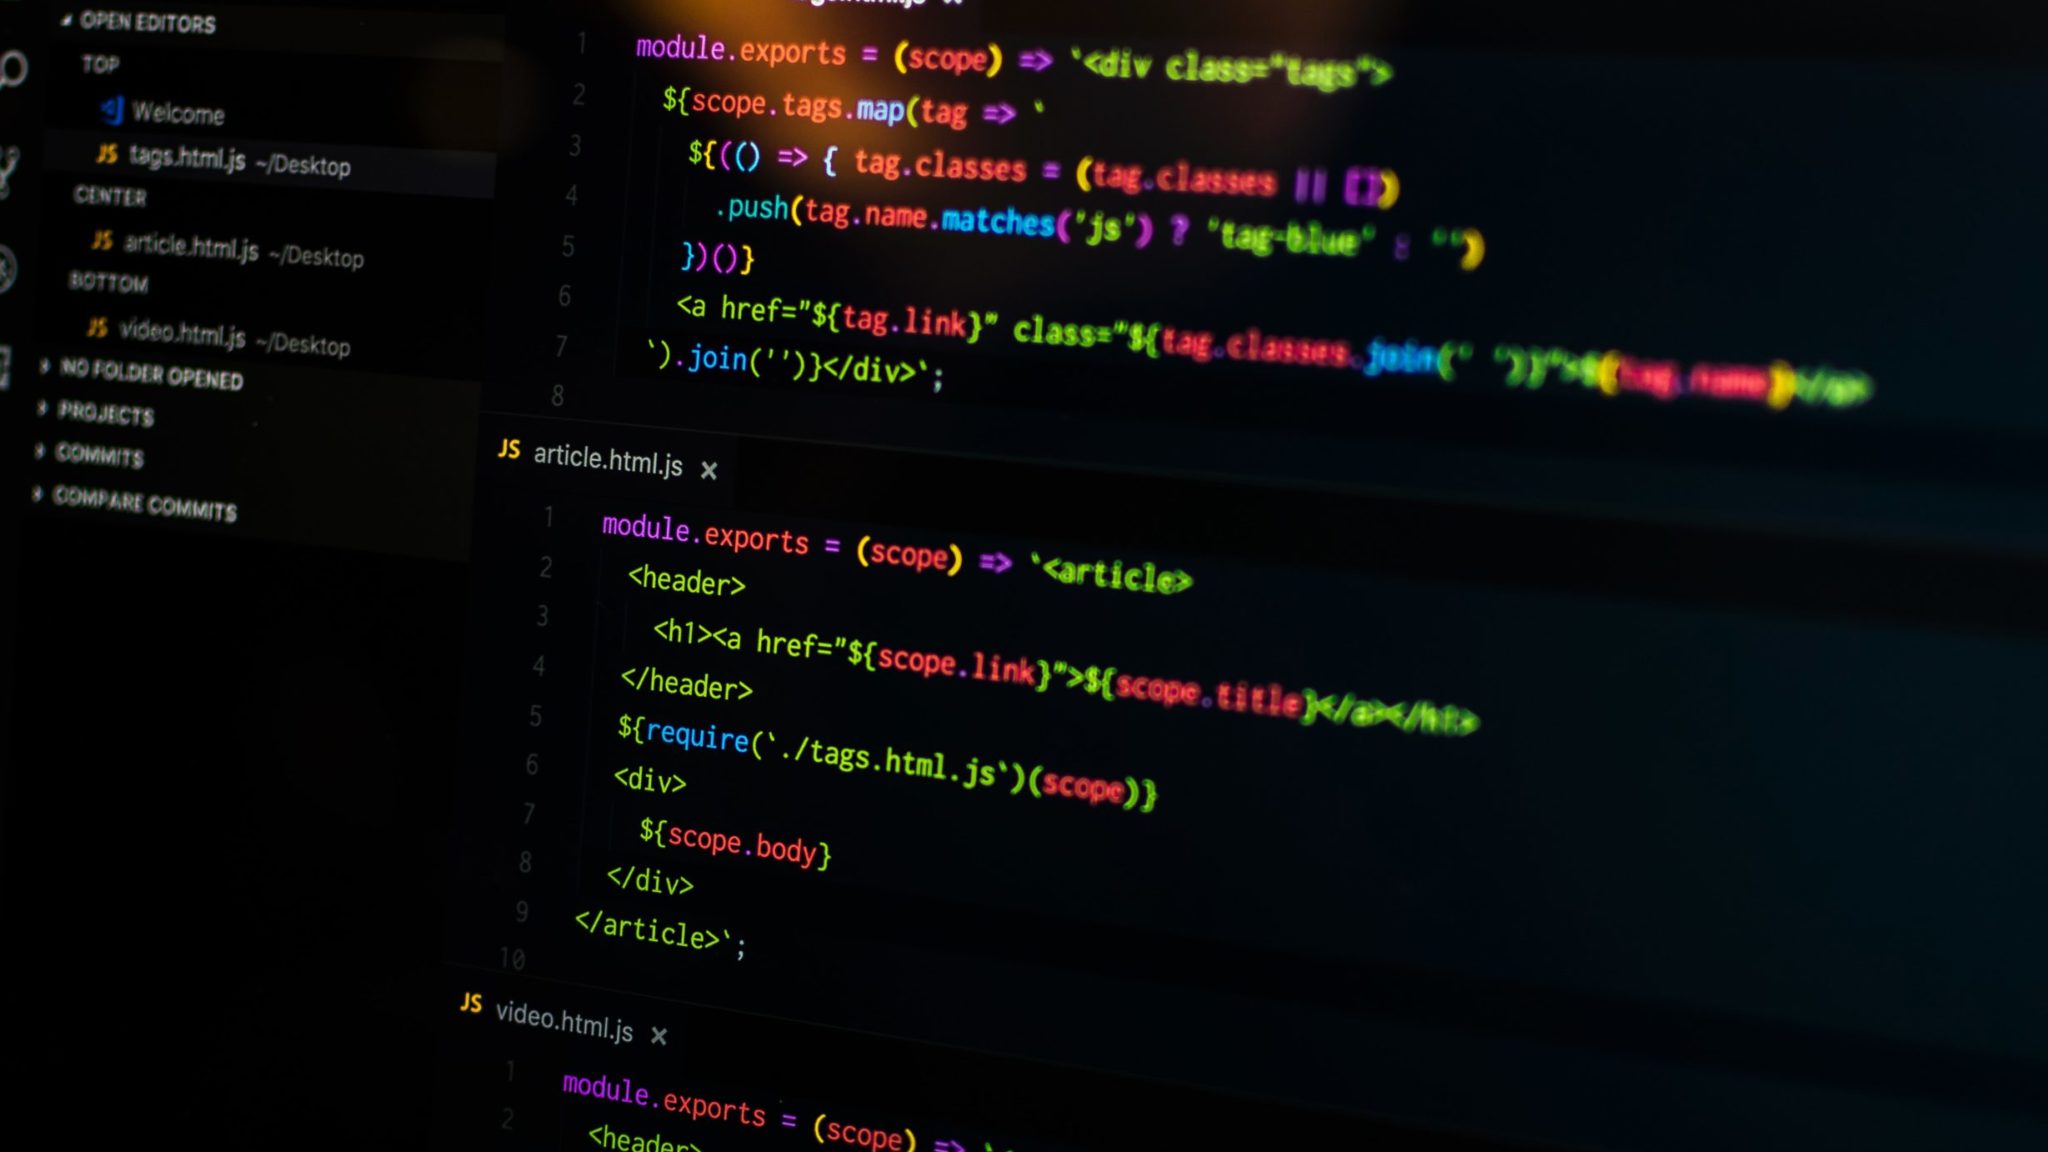 OPEN EDITORS
TOP
Welcome
JS tags.html.js ~/Desktop
CENTER
JS article.html.js ~/Desktop
BOTTOM
JS video.html.js ~/Desktop
NO FOLDER OPENED
PROJECTS
COMMITS
COMPARE COMMITS
1 module.exports = (scope) => `<div class="tags">
2 ${scope.tags.map(tag => `
3 ${(() => { tag.classes = (tag.classes || [])
4 .push(tag.name.matches('js') ? 'tag-blue' : '')
5 })()}
6 <a href="${tag.link}" class="${tag.classes.join(' ')}">${tag.name}</a>
7 `).join('')}</div>`;
8
JS article.html.js ×
1 module.exports = (scope) => `<article>
2 <header>
3 <h1><a href="${scope.link}">${scope.title}</a></h1>
4 </header>
5 ${require(`./tags.html.js`)(scope)}
6 <div>
7 ${scope.body}
8 </div>
9 </article>`;
10
JS video.html.js ×
1 module.exports = (scope) => `
2 <header>